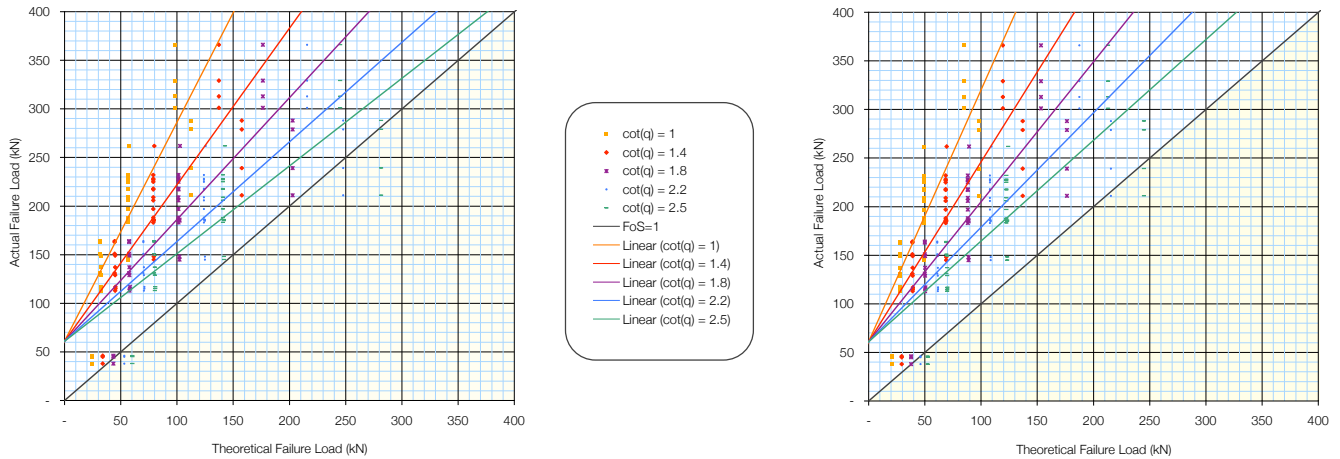 400
350
300
250
200
150
100
50
-
Actual Failure Load (kN)
- 50 100 150 200 250 300 350 400
Theoretical Failure Load (kN)
cot(q) = 1
cot(q) = 1.4
cot(q) = 1.8
cot(q) = 2.2
cot(q) = 2.5
FoS=1
Linear (cot(q) = 1)
Linear (cot(q) = 1.4)
Linear (cot(q) = 1.8)
Linear (cot(q) = 2.2)
Linear (cot(q) = 2.5)
400
350
300
250
200
150
100
50
-
Actual Failure Load (kN)
- 50 100 150 200 250 300 350 400
Theoretical Failure Load (kN)